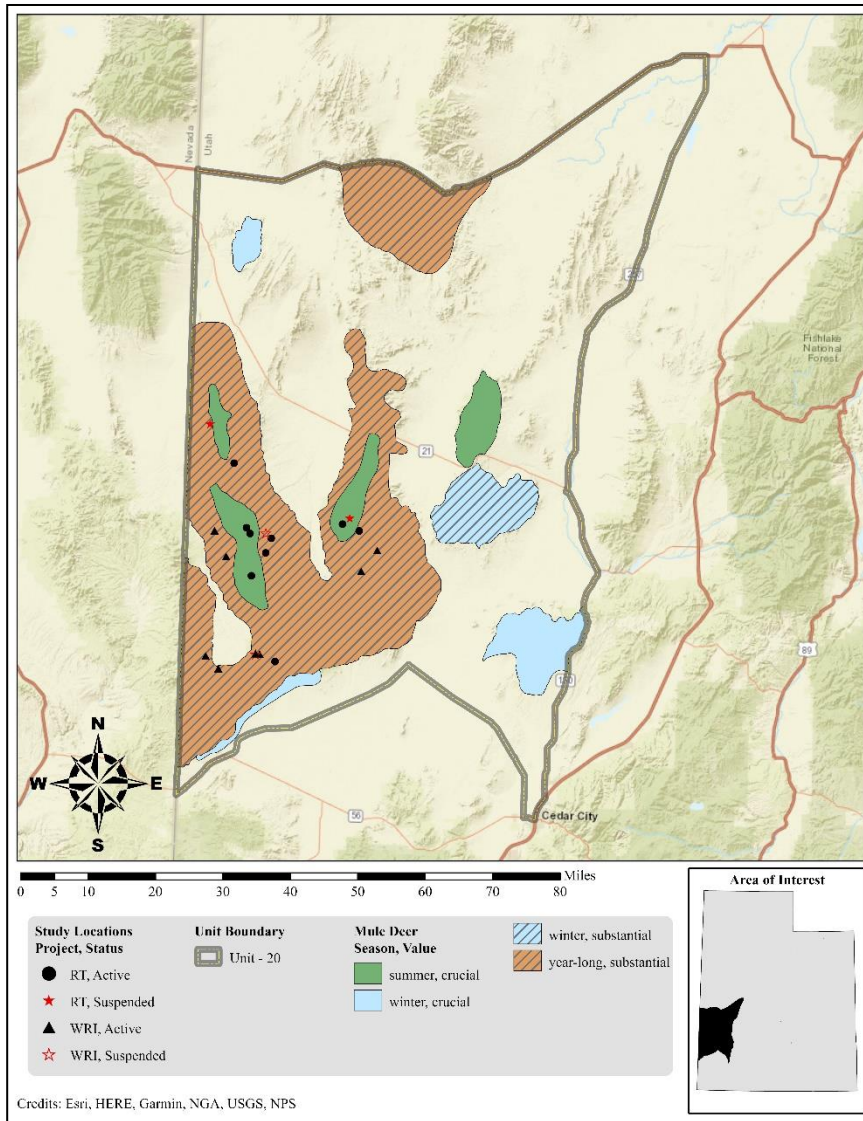 Nevada
Utah
257
Fishlake
National
Forest
21
89
130
N
W
E
S
56
Cedar City
0 5 10 20 30 40 50 60 70 80 Miles
Study Locations
Project, Status
RT, Active
RT, Suspended
WRI, Active
WRI, Suspended
Unit Boundary
Unit - 20
Mule Deer
Season, Value
summer, crucial
winter, crucial
winter, substantial
year-long, substantial
Area of Interest
Credits: Esri, HERE, Garmin, NGA, USGS, NPS